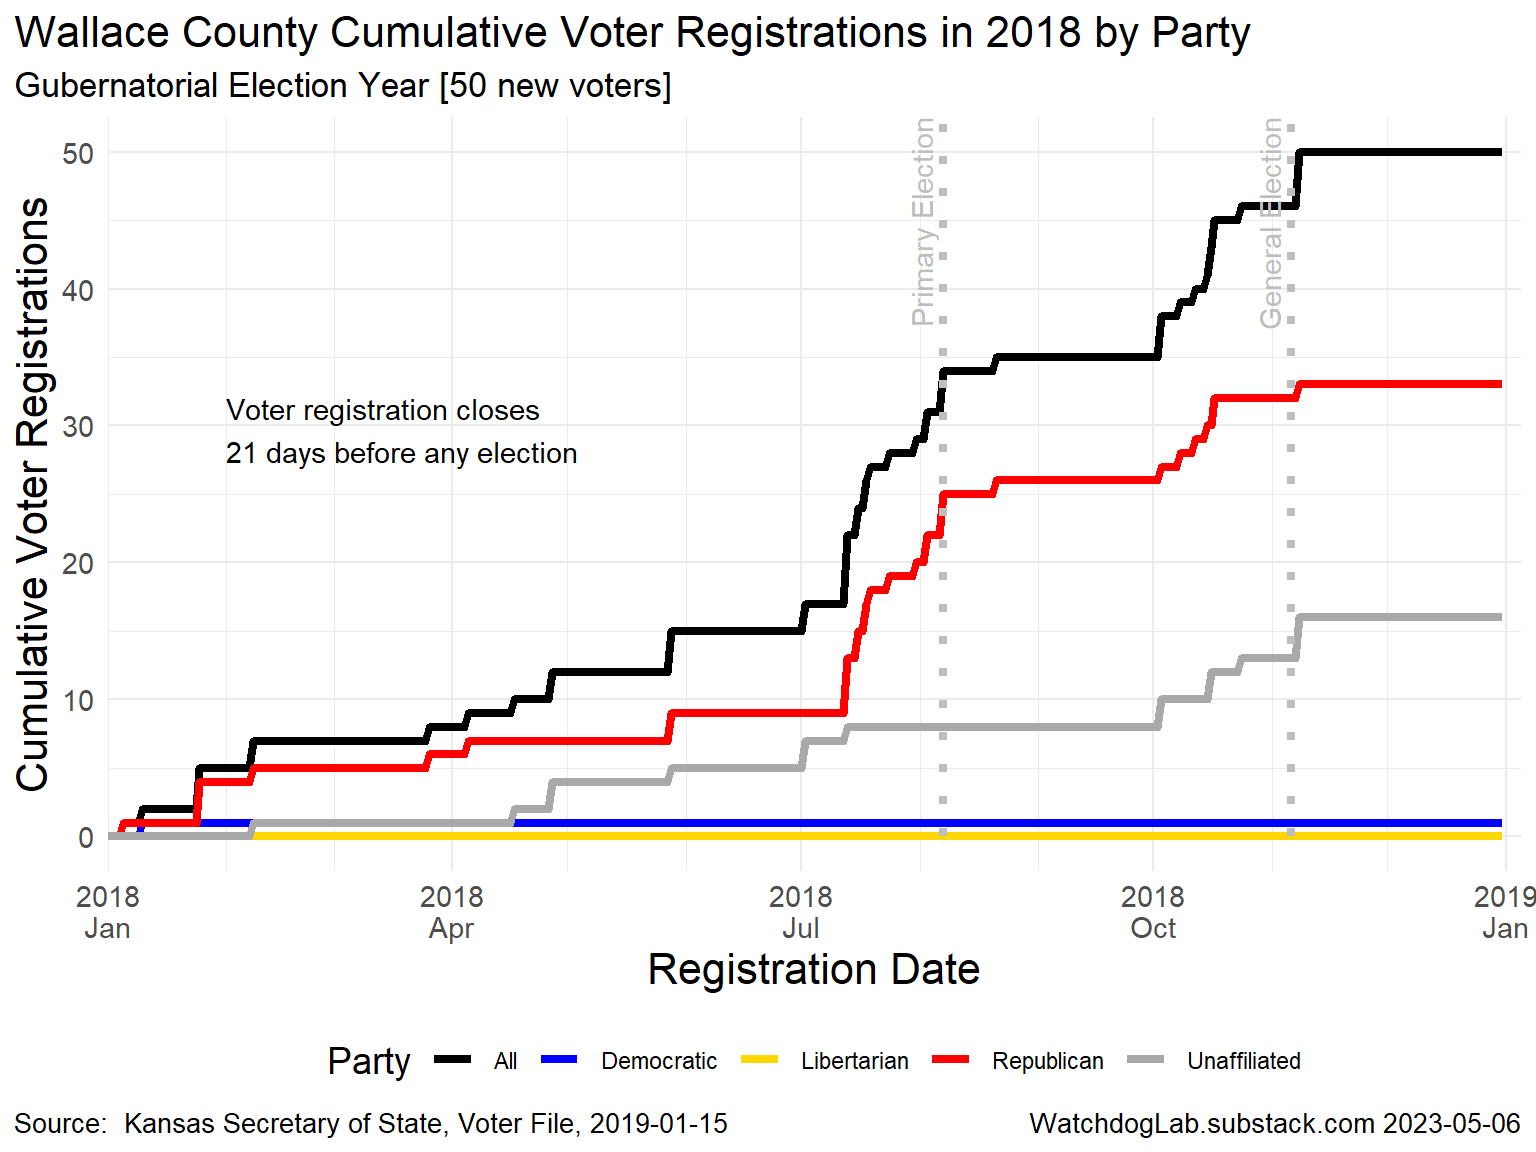 Wallace County Cumulative Voter Registrations in 2018 by Party
Gubernatorial Election Year [50 new voters]
Cumulative Voter Registrations
50
40
30
20
10
0
Primary Election
General Election
Voter registration closes
21 days before any election
2018
Jan
2018
Apr
2018
Jul
2018
Oct
2019
Jan
Registration Date
Party All Democratic Libertarian Republican Unaffiliated
Source:  Kansas Secretary of State, Voter File, 2019-01-15
WatchdogLab.substack.com 2023-05-06